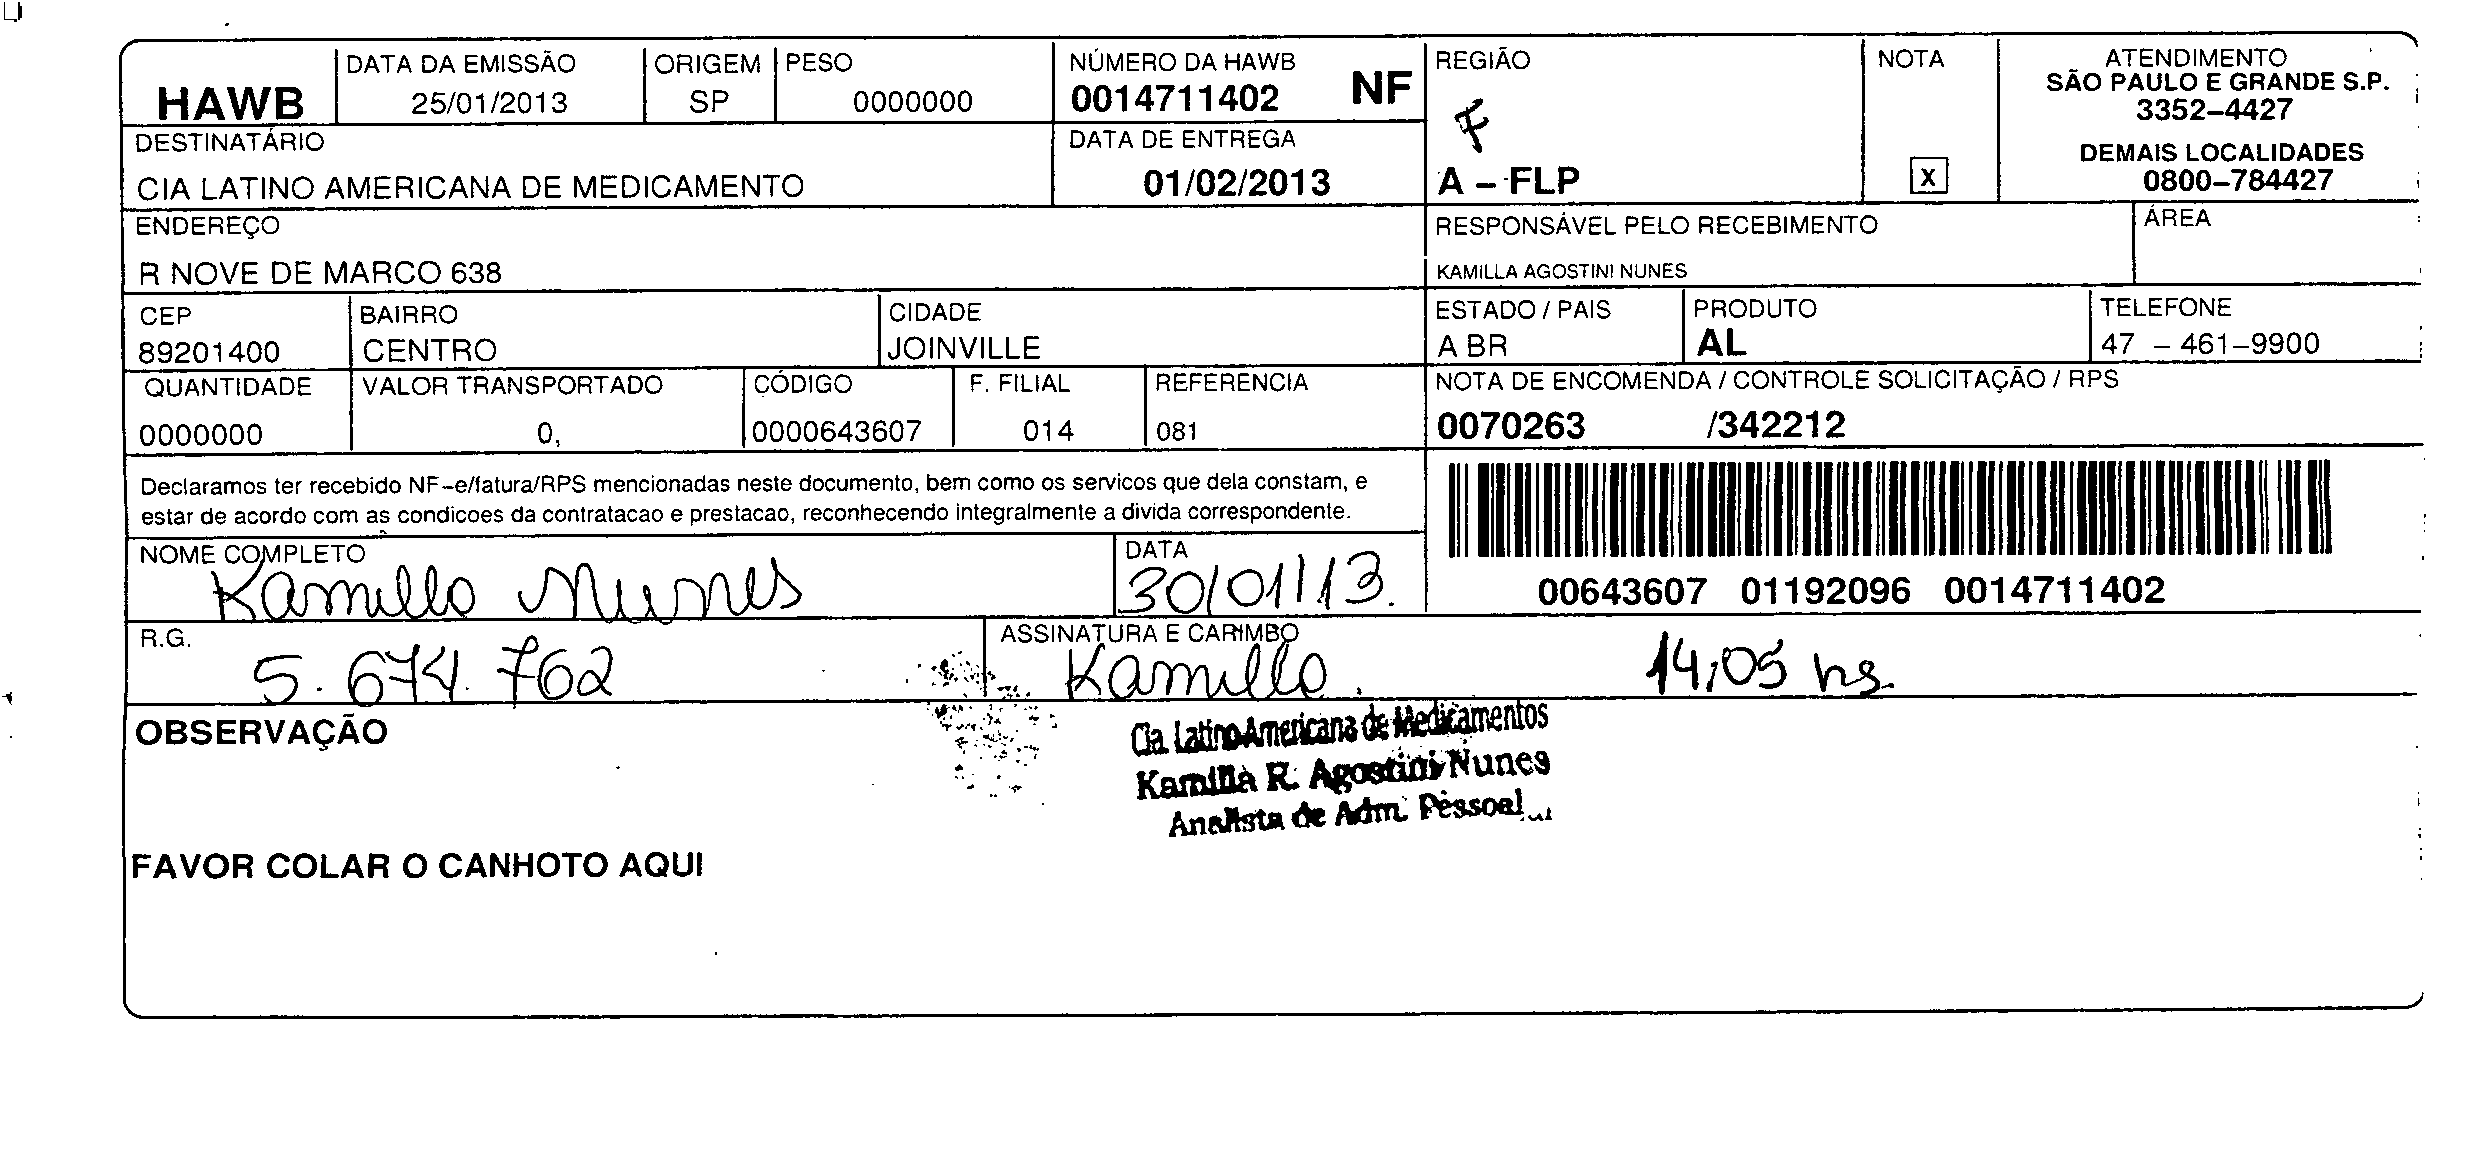 HAWB
DATA DA EMISSÃO
25/01/2013
ORIGEM
SP
PESO
0000000
NÚMERO DA HAWB
0014711402 NF
REGIÃO
F
A – FLP
NOTA
X
ATENDIMENTO
SÃO PAULO E GRANDE S.P.
3352–4427
DEMAIS LOCALIDADES
0800–784427
DESTINATÁRIO
CIA LATINO AMERICANA DE MEDICAMENTO
DATA DE ENTREGA
01/02/2013
ENDEREÇO
R NOVE DE MARCO 638
RESPONSÁVEL PELO RECEBIMENTO
KAMILLA AGOSTINI NUNES
ÁREA
CEP
89201400
BAIRRO
CENTRO
CIDADE
JOINVILLE
ESTADO / PAIS
A BR
PRODUTO
AL
TELEFONE
47 – 461–9900
QUANTIDADE
0000000
VALOR TRANSPORTADO
0,
CÓDIGO
0000643607
F. FILIAL
014
REFERENCIA
081
NOTA DE ENCOMENDA / CONTROLE SOLICITAÇÃO / RPS
0070263 /342212
Declaramos ter recebido NF–e/fatura/RPS mencionadas neste documento, bem como os servicos que dela constam, e
estar de acordo com as condicoes da contratacao e prestacao, reconhecendo integralmente a divida correspondente.
00643607 01192096 0014711402
NOME COMPLETO
Kamilla Nunes
DATA
30/01/13.
R.G.
5.674.762
ASSINATURA E CARIMBO
Kamilla.
14:05 hs.
Cia. Latino Americana de Medicamentos
Kamilla R. Agostini Nunes
Analista de Adm. Pessoal
OBSERVAÇÃO
FAVOR COLAR O CANHOTO AQUI